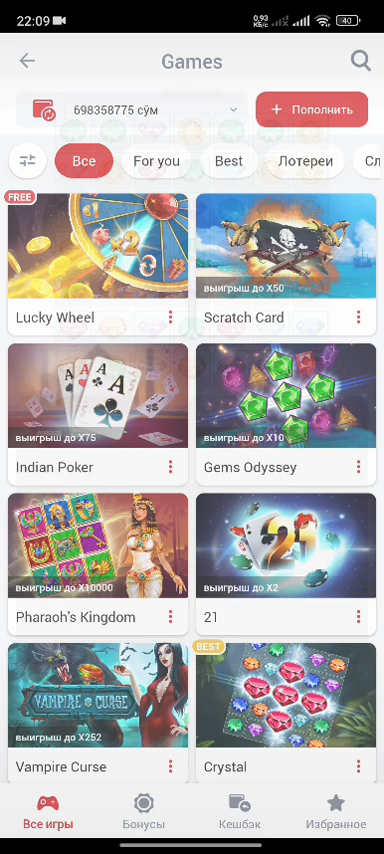 22:09
0,93
КБ/с
40
Games
698358775 сўм
+ Пополнить
Все
For you
Best
Лотереи
Сл
FREE
выигрыш до X50
Lucky Wheel
Scratch Card
выигрыш до X75
выигрыш до X10
Indian Poker
Gems Odyssey
21
выигрыш до X10000
выигрыш до X2
Pharaoh's Kingdom
21
BEST
VAMPIRE CURSE
выигрыш до X252
Vampire Curse
Crystal
Все игры
Бонусы
Кешбэк
Избранное